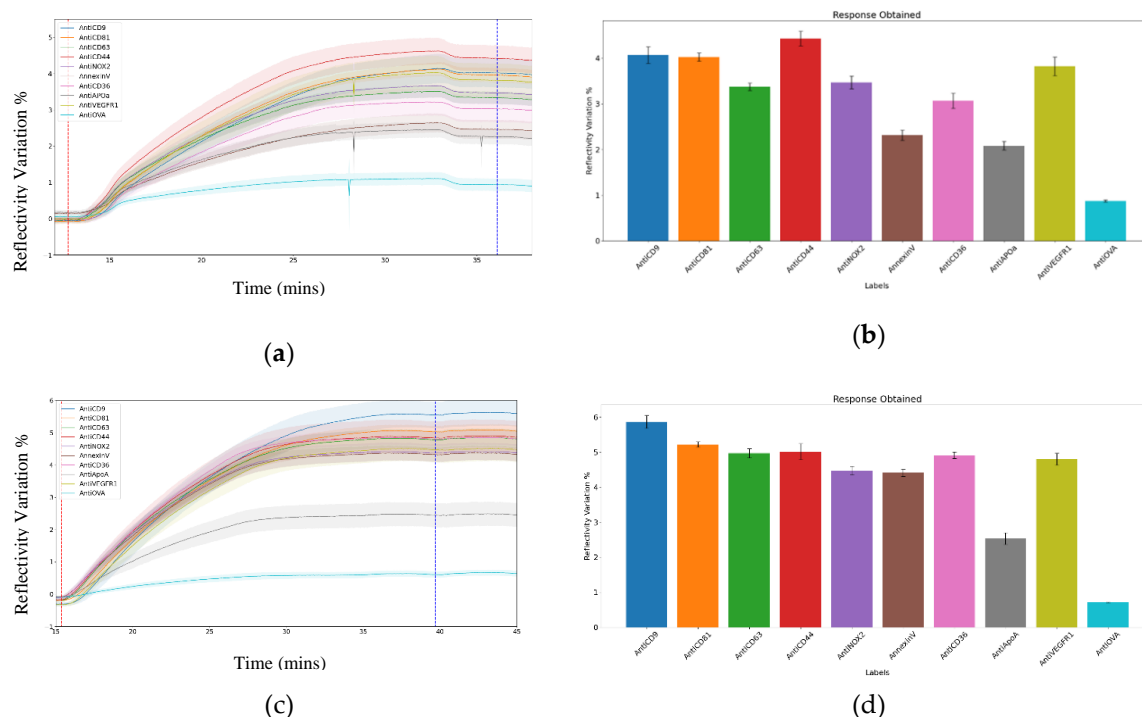 AntiCD9
AntiCD81
AntiCD63
AntiCD44
AntiNOX2
AnnexinV
AntiCD36
AntiAPOa
AntiVEGFR1
AntiOVA
Reflectivity Variation %
5
4
3
2
1
0
−1
15
20
25
30
35
Time (mins)
(a)
Response Obtained
Reflectivity Variation %
4
3
2
1
0
AntiCD9
AntiCD81
AntiCD63
AntiCD44
AntiNOX2
AnnexinV
AntiCD36
AntiAPOa
AntiVEGFR1
AntiOVA
Labels
(b)
AntiCD9
AntiCD81
AntiCD63
AntiCD44
AntiNOX2
AnnexinV
AntiCD36
AntiApoA
AntiVEGFR1
AntiOVA
Reflectivity Variation %
6
5
4
3
2
1
0
−1
15
20
25
30
35
40
45
Time (mins)
(c)
Response Obtained
Reflectivity Variation %
6
5
4
3
2
1
0
AntiCD9
AntiCD81
AntiCD63
AntiCD44
AntiNOX2
AnnexinV
AntiCD36
AntiApoA
AntiVEGFR1
AntiOVA
Labels
(d)